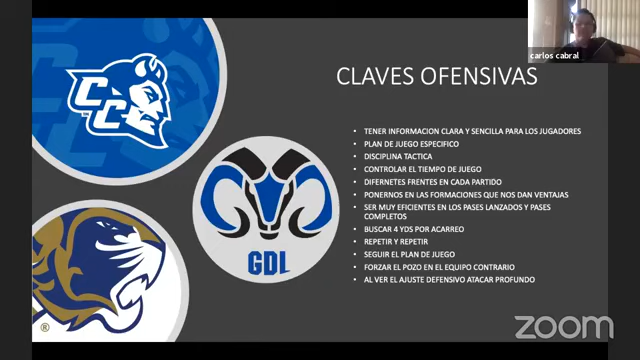 carlos cabral
CLAVES OFENSIVAS
• TENER INFORMACION CLARA Y SENCILLA PARA LOS JUGADORES
• PLAN DE JUEGO ESPECIFICO
• DISCIPLINA TACTICA
• CONTROLAR EL TIEMPO DE JUEGO
• DIFERNETES FRENTES EN CADA PARTIDO
• PONERNOS EN LAS FORMACIONES QUE NOS DAN VENTAJAS
• SER MUY EFICIENTES EN LOS PASES LANZADOS Y PASES
COMPLETOS
• BUSCAR 4 YDS POR ACARREO
• REPETIR Y REPETIR
• SEGUIR EL PLAN DE JUEGO
• FORZAR EL POZO EN EL EQUIPO CONTRARIO
• AL VER EL AJUSTE DEFENSIVO ATACAR PROFUNDO
CC
GDL
®
zoom